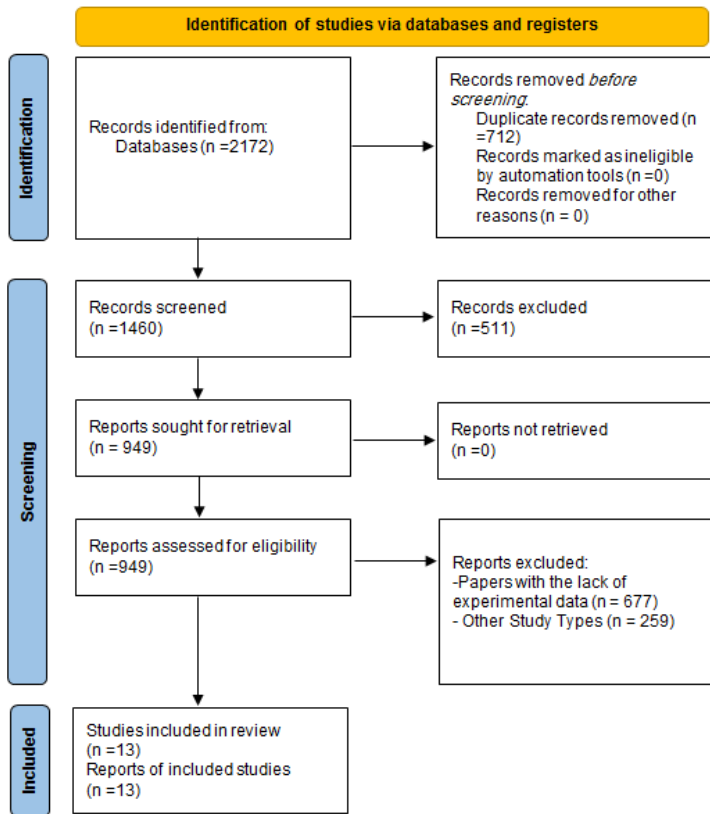 Identification of studies via databases and registers
Identification
Records identified from:
Databases (n =2172)
Records removed before
screening:
Duplicate records removed (n
=712)
Records marked as ineligible
by automation tools (n =0)
Records removed for other
reasons (n = 0)
Screening
Records screened
(n =1460)
Records excluded
(n =511)
Reports sought for retrieval
(n = 949)
Reports not retrieved
(n =0)
Reports assessed for eligibility
(n =949)
Reports excluded:
-Papers with the lack of
experimental data (n = 677)
- Other Study Types (n = 259)
Included
Studies included in review
(n =13)
Reports of included studies
(n =13)